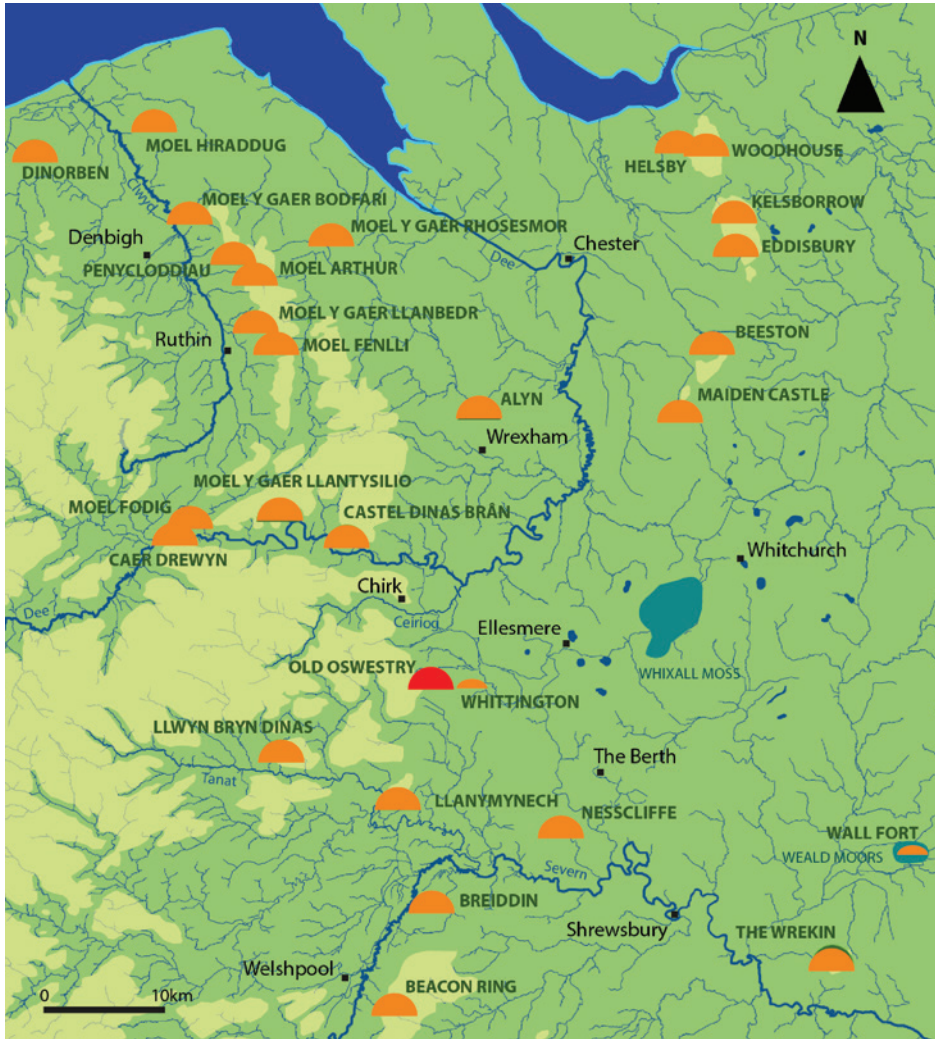 N
MOEL HIRADDUG
DINORBEN
HELSBY
WOODHOUSE
Clwyd
MOEL Y GAER BODFARI
KELSBORROW
MOEL Y GAER RHOSESMOR
Denbigh
Dee
Chester
EDDISBURY
PENYCLODDIAU
MOEL ARTHUR
MOEL Y GAER LLANBEDR
BEESTON
Ruthin
MOEL FENLLI
ALYN
MAIDEN CASTLE
Wrexham
MOEL Y GAER LLANTYSILIO
MOEL FODIG
CASTEL DINAS BRÂN
CAER DREWYN
Whitchurch
Chirk
Dee
Ceiriog
Ellesmere
OLD OSWESTRY
WHIXALL MOSS
WHITTINGTON
LLWYN BRYN DINAS
The Berth
Tanat
LLANYMYNECH
NESSCLIFFE
WALL FORT
WEALD MOORS
Severn
BREIDDIN
Shrewsbury
THE WREKIN
Welshpool
BEACON RING
0 10km